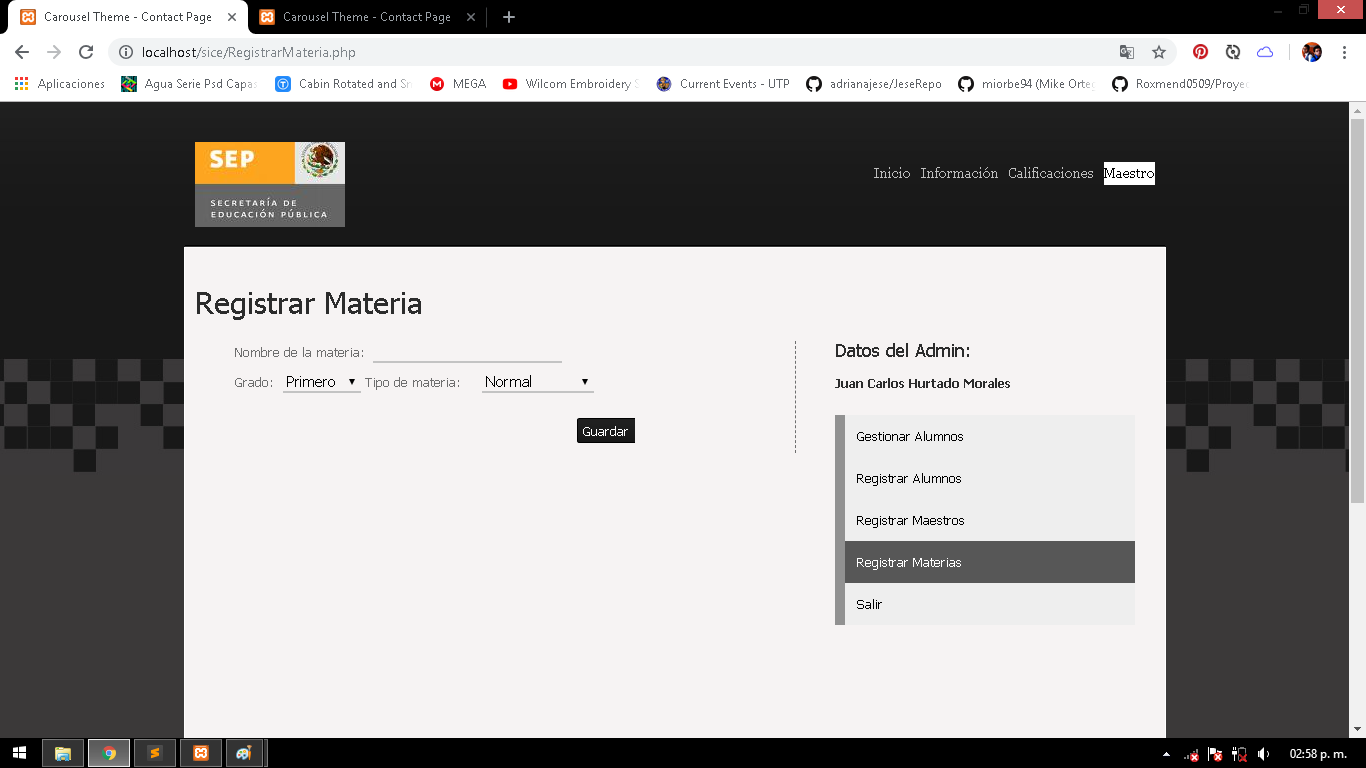 Carousel Theme - Contact Page
Carousel Theme - Contact Page
localhost/sice/RegistrarMateria.php
Aplicaciones
Agua Serie Psd Capas
Cabin Rotated and Sn
MEGA
Wilcom Embroidery S
Current Events - UTP
adrianajese/JeseRepo
miorbe94 (Mike Orte
Roxmend0509/Proye
SEP
SECRETARÍA DE
EDUCACIÓN PÚBLICA
Inicio Información Calificaciones Maestro
Registrar Materia
Nombre de la materia:
Grado: Primero Tipo de materia: Normal
Guardar
Datos del Admin:
Juan Carlos Hurtado Morales
Gestionar Alumnos
Registrar Alumnos
Registrar Maestros
Registrar Materias
Salir
02:58 p. m.